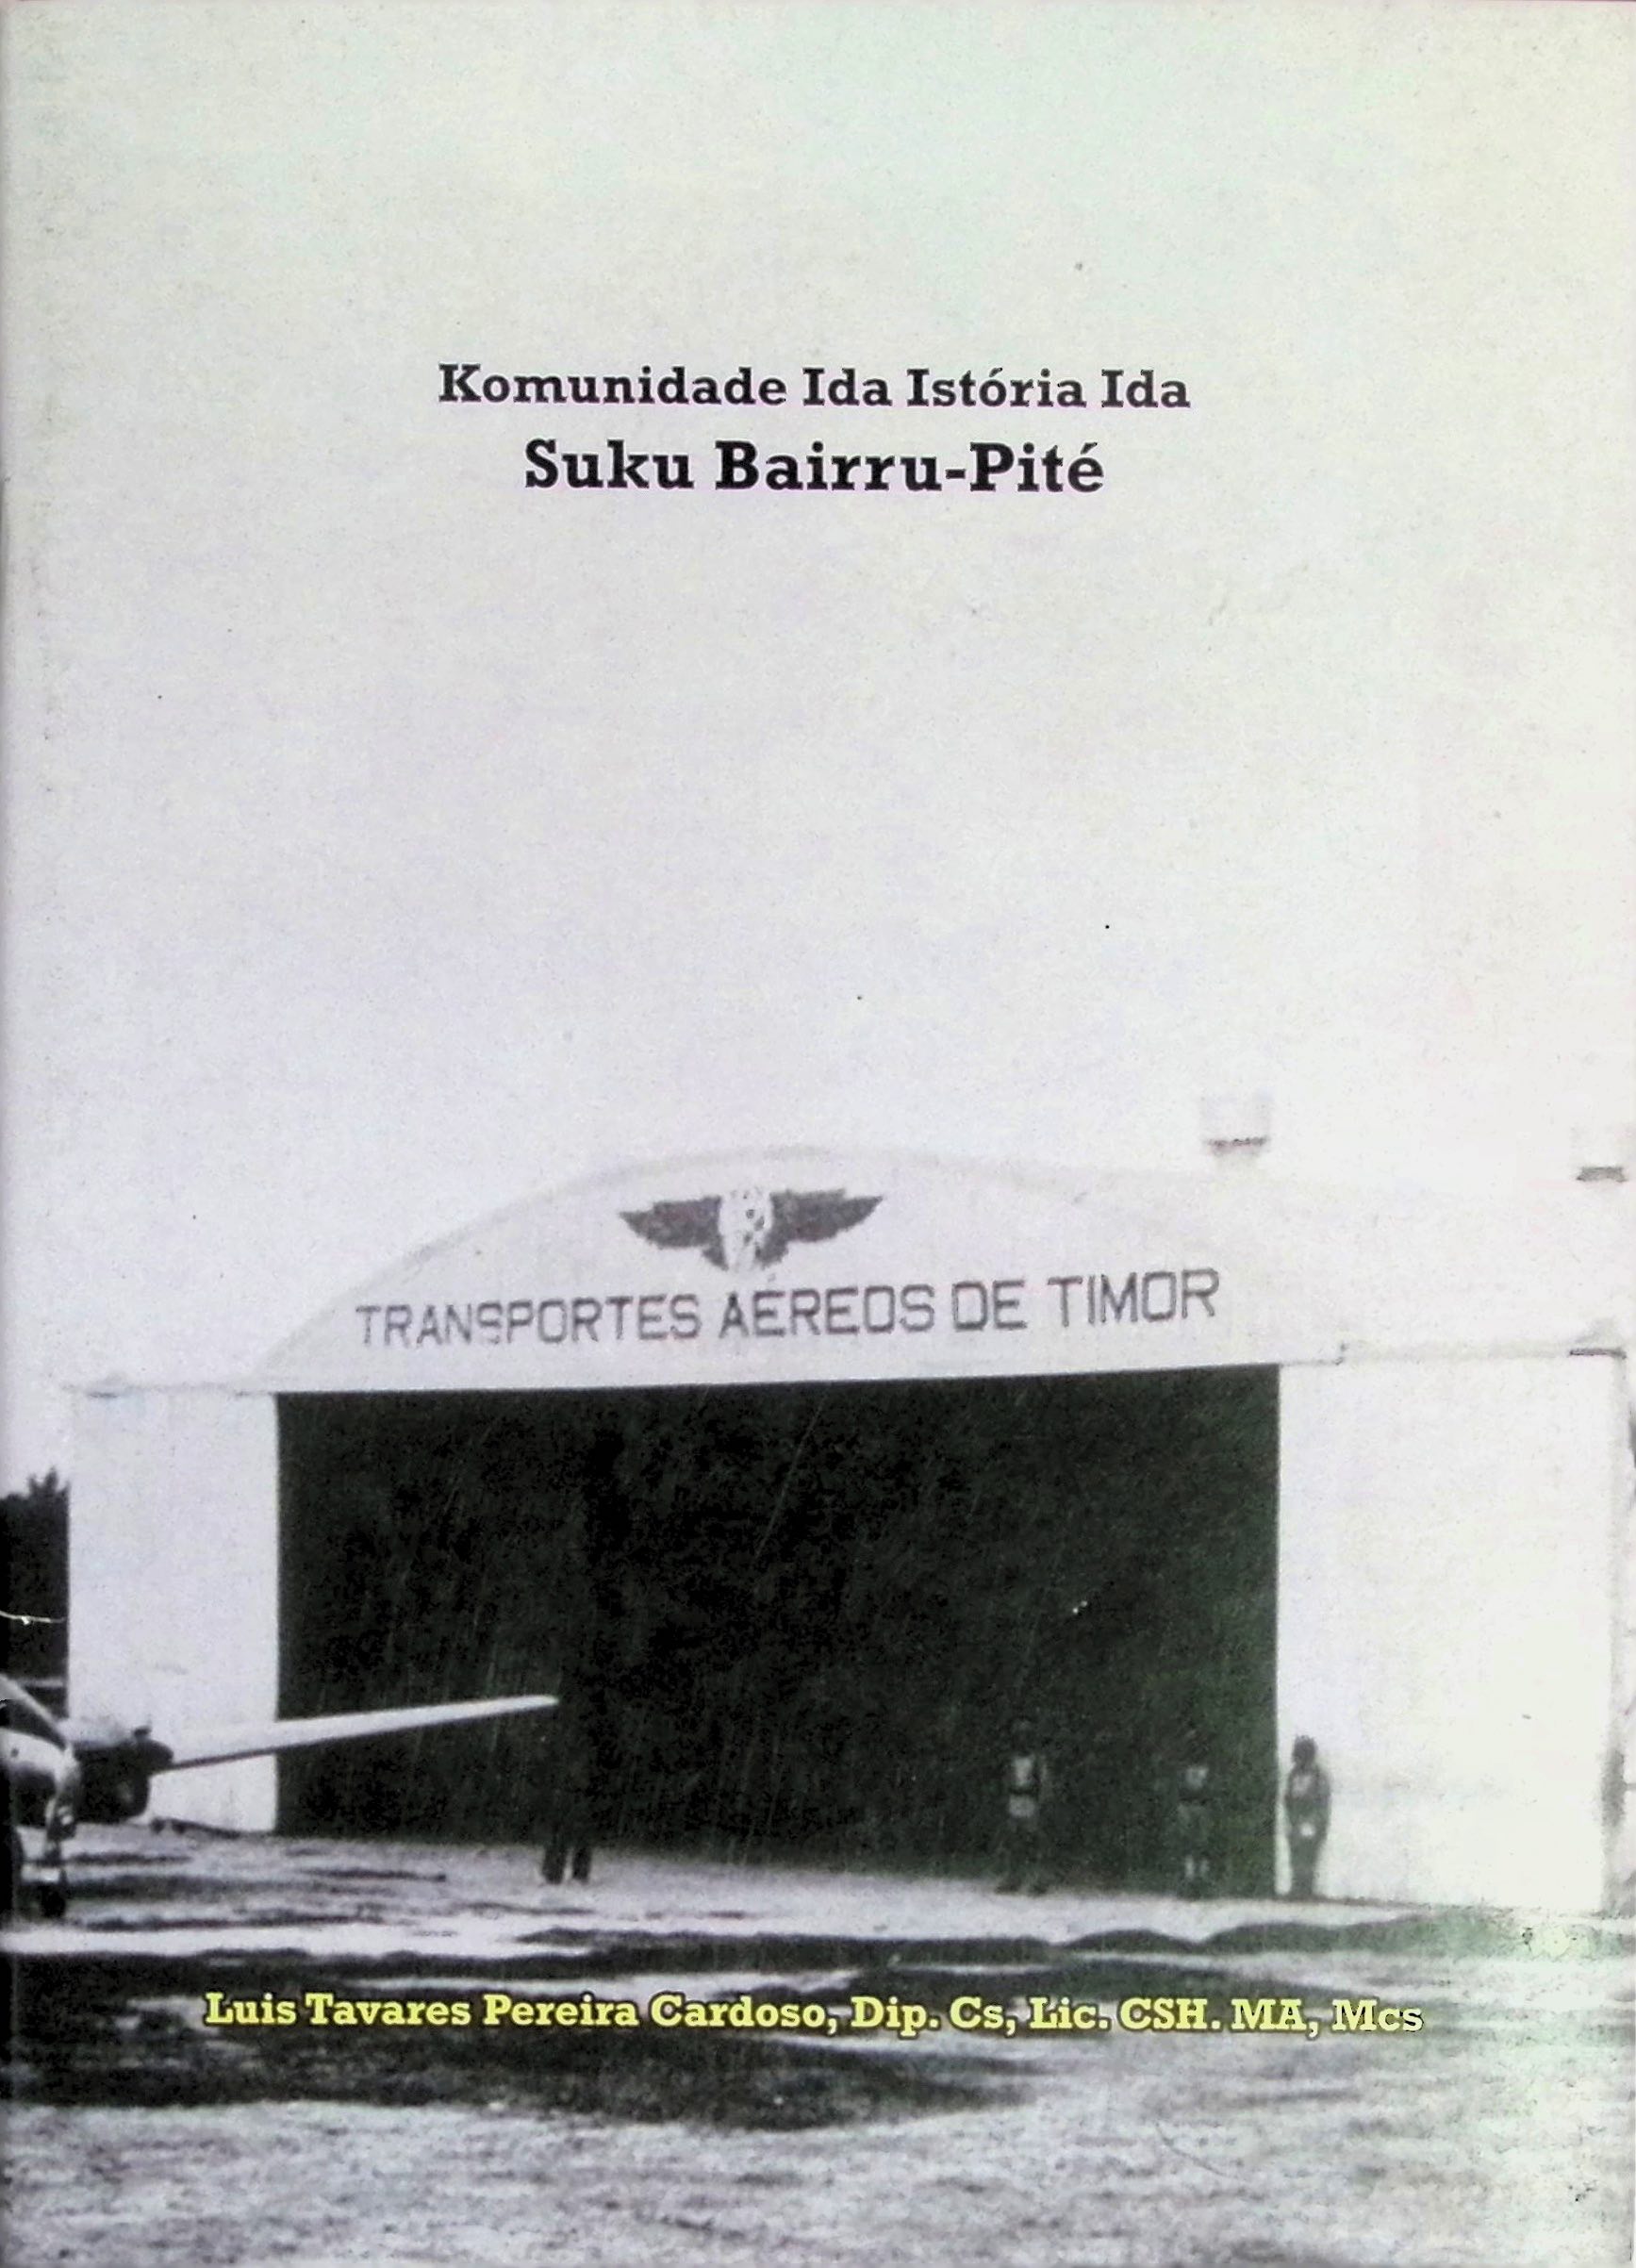 Komunidade Ida Istória Ida
Suku Bairru-Pité
TRANSPORTES AÉREOS DE TIMOR
Luis Tavares Pereira Cardoso, Dip. Cs, Lic. CSH. MA, Mcs